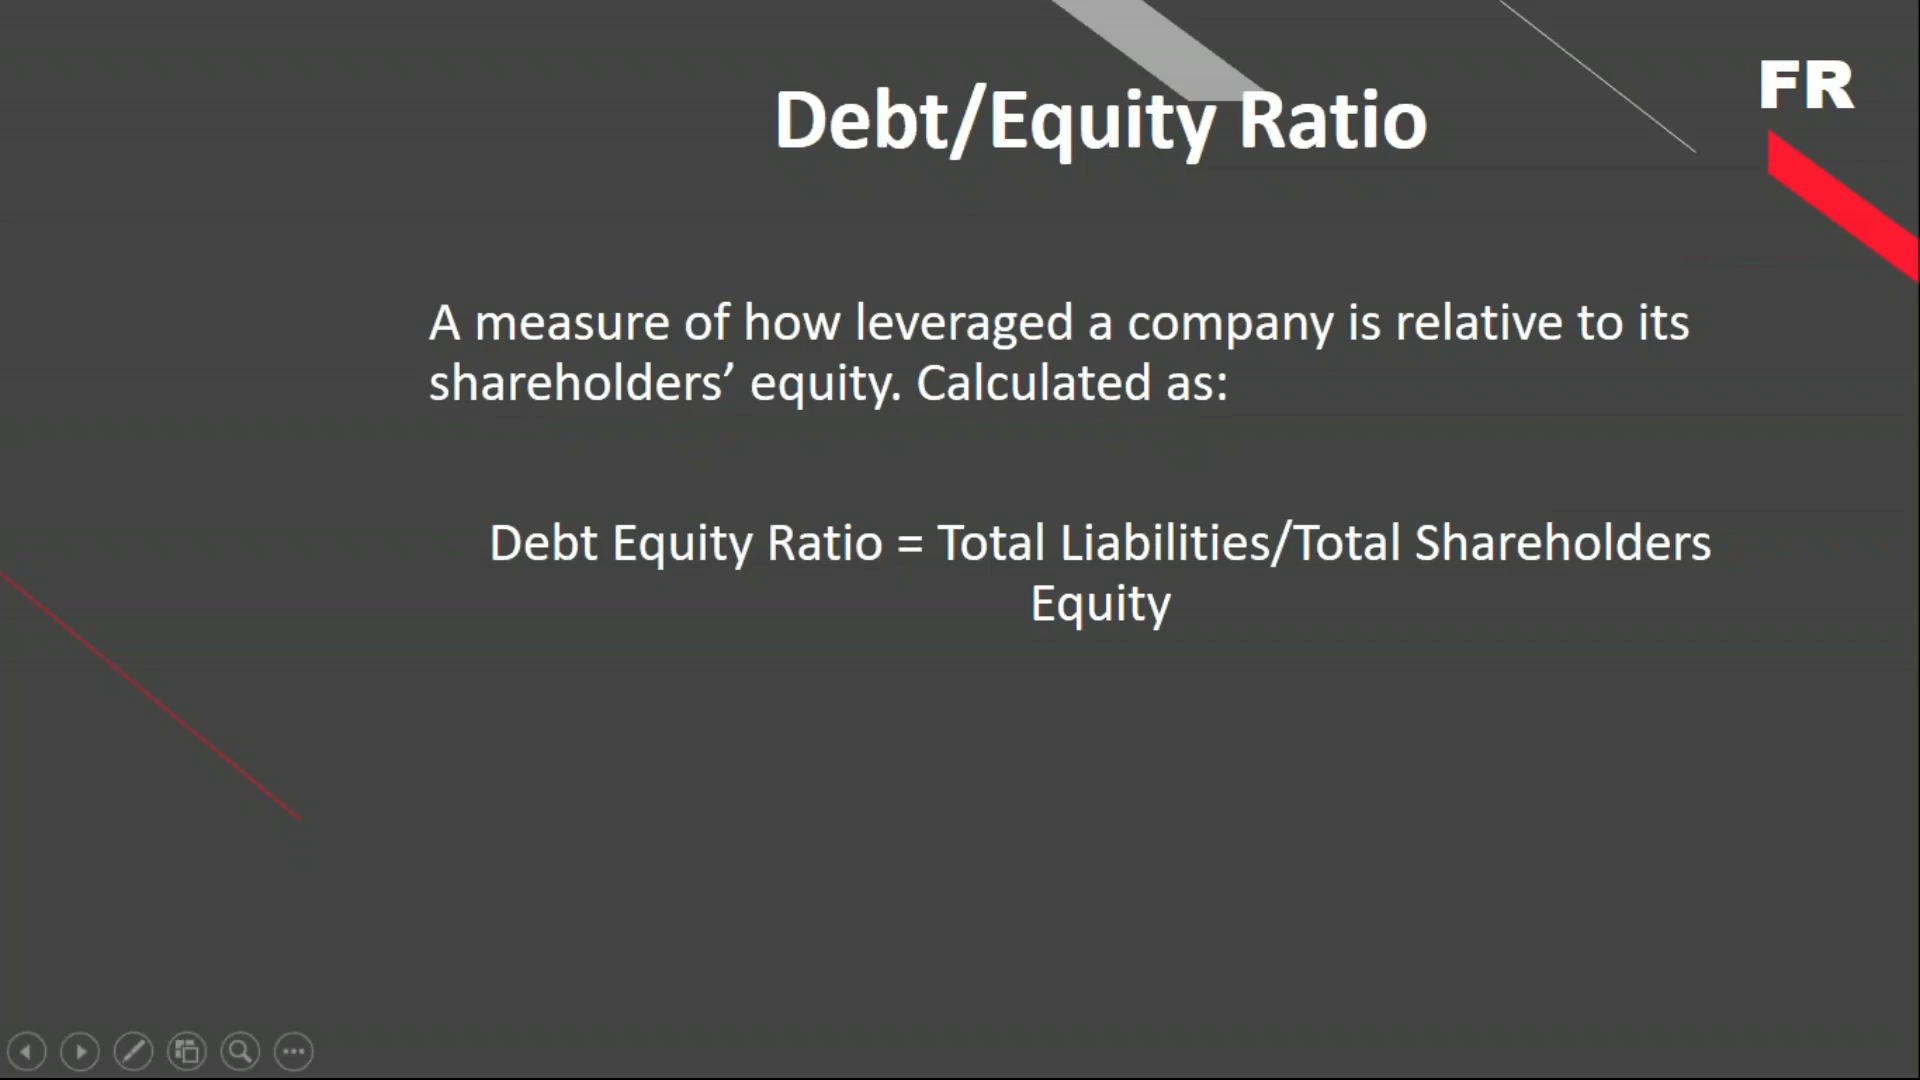 FR
Debt/Equity Ratio
A measure of how leveraged a company is relative to its
shareholders’ equity. Calculated as:
Debt Equity Ratio = Total Liabilities/Total Shareholders
Equity